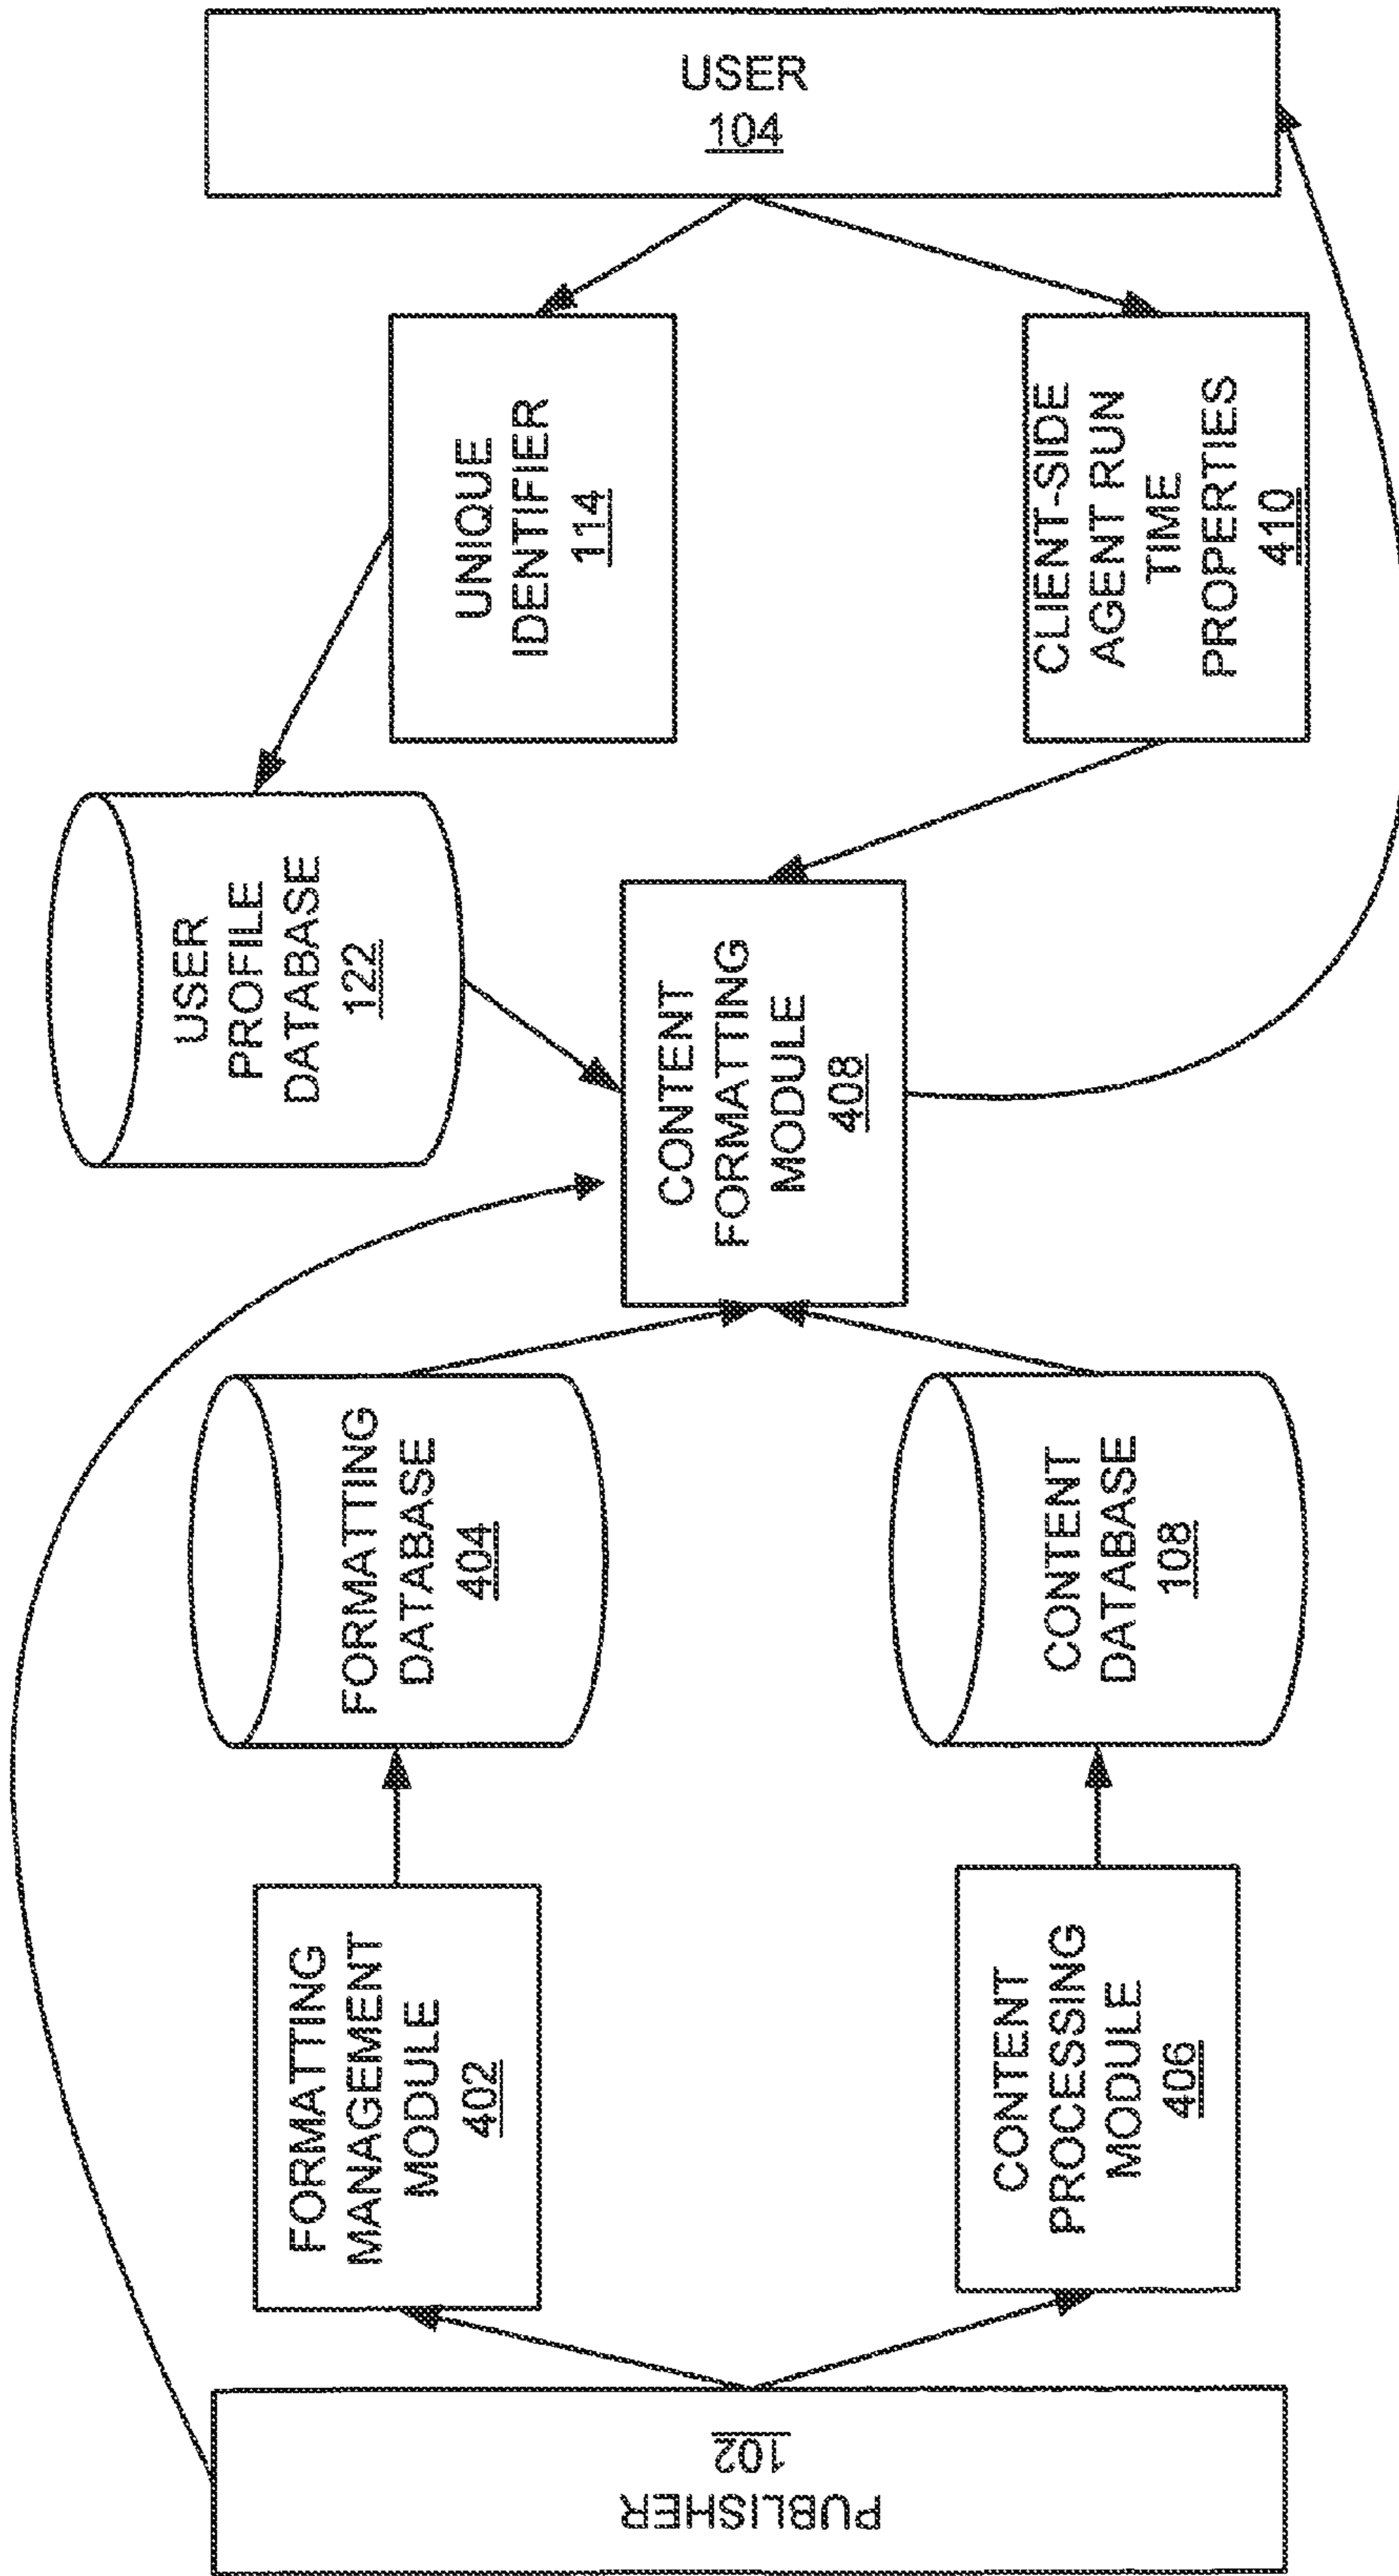 PUBLISHER
102
FORMATTING
MANAGEMENT
MODULE
402
CONTENT
PROCESSING
MODULE
406
FORMATTING
DATABASE
404
CONTENT
DATABASE
108
USER
PROFILE
DATABASE
122
CONTENT
FORMATTING
MODULE
408
UNIQUE
IDENTIFIER
114
CLIENT-SIDE
AGENT RUN
TIME
PROPERTIES
410
USER
104